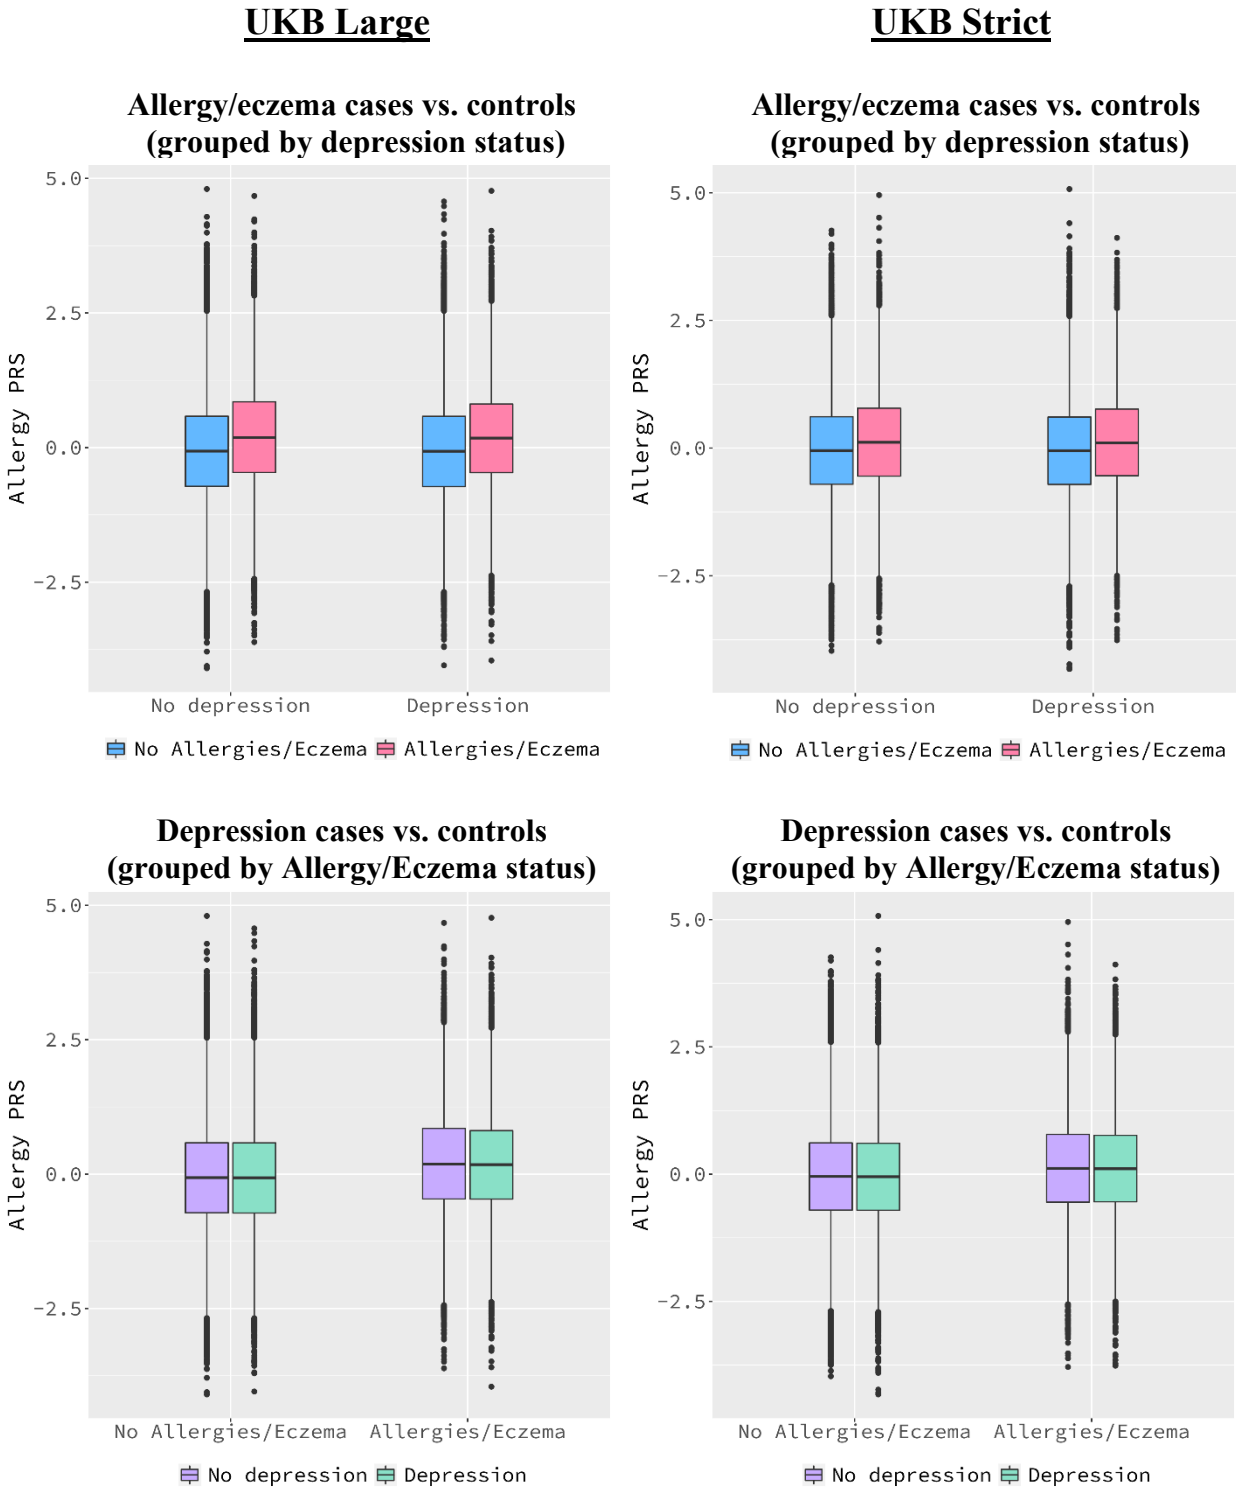 UKB Large
UKB Strict
Allergy/eczema cases vs. controls
(grouped by depression status)
Allergy/eczema cases vs. controls
(grouped by depression status)
5.0
2.5
0.0
−2.5
Allergy PRS
No depression
Depression
No Allergies/Eczema
Allergies/Eczema
5.0
2.5
0.0
−2.5
Allergy PRS
No depression
Depression
No Allergies/Eczema
Allergies/Eczema
Depression cases vs. controls
(grouped by Allergy/Eczema status)
Depression cases vs. controls
(grouped by Allergy/Eczema status)
5.0
2.5
0.0
−2.5
Allergy PRS
No Allergies/Eczema
Allergies/Eczema
No depression
Depression
5.0
2.5
0.0
−2.5
Allergy PRS
No Allergies/Eczema
Allergies/Eczema
No depression
Depression